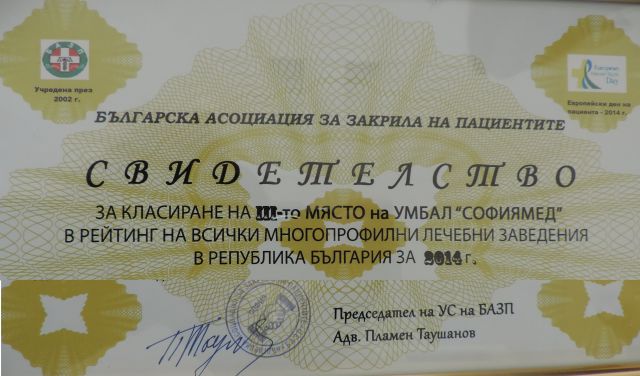 Учредена през
2002 г.
Европейски ден на
пациента - 2014 г.
БЪЛГАРСКА АСОЦИАЦИЯ ЗА ЗАКРИЛА НА ПАЦИЕНТИТЕ
СВИДЕТЕЛСТВО
ЗА КЛАСИРАНЕ НА III-то МЯСТО на УМБАЛ "СОФИЯМЕД"
В РЕЙТИНГ НА ВСИЧКИ МНОГОПРОФИЛНИ ЛЕЧЕБНИ ЗАВЕДЕНИЯ
В РЕПУБЛИКА БЪЛГАРИЯ ЗА 2014 г.
Председател на УС на БАЗП
Адв. Пламен Таушанов